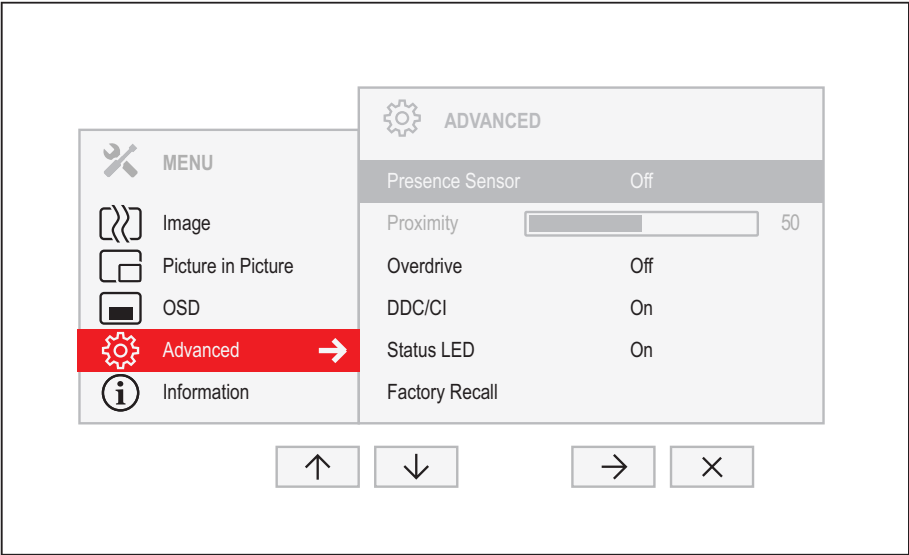 MENU
Image
Picture in Picture
OSD
Advanced
Information
ADVANCED
Presence Sensor Off
Proximity 50
Overdrive Off
DDC/CI On
Status LED On
Factory Recall